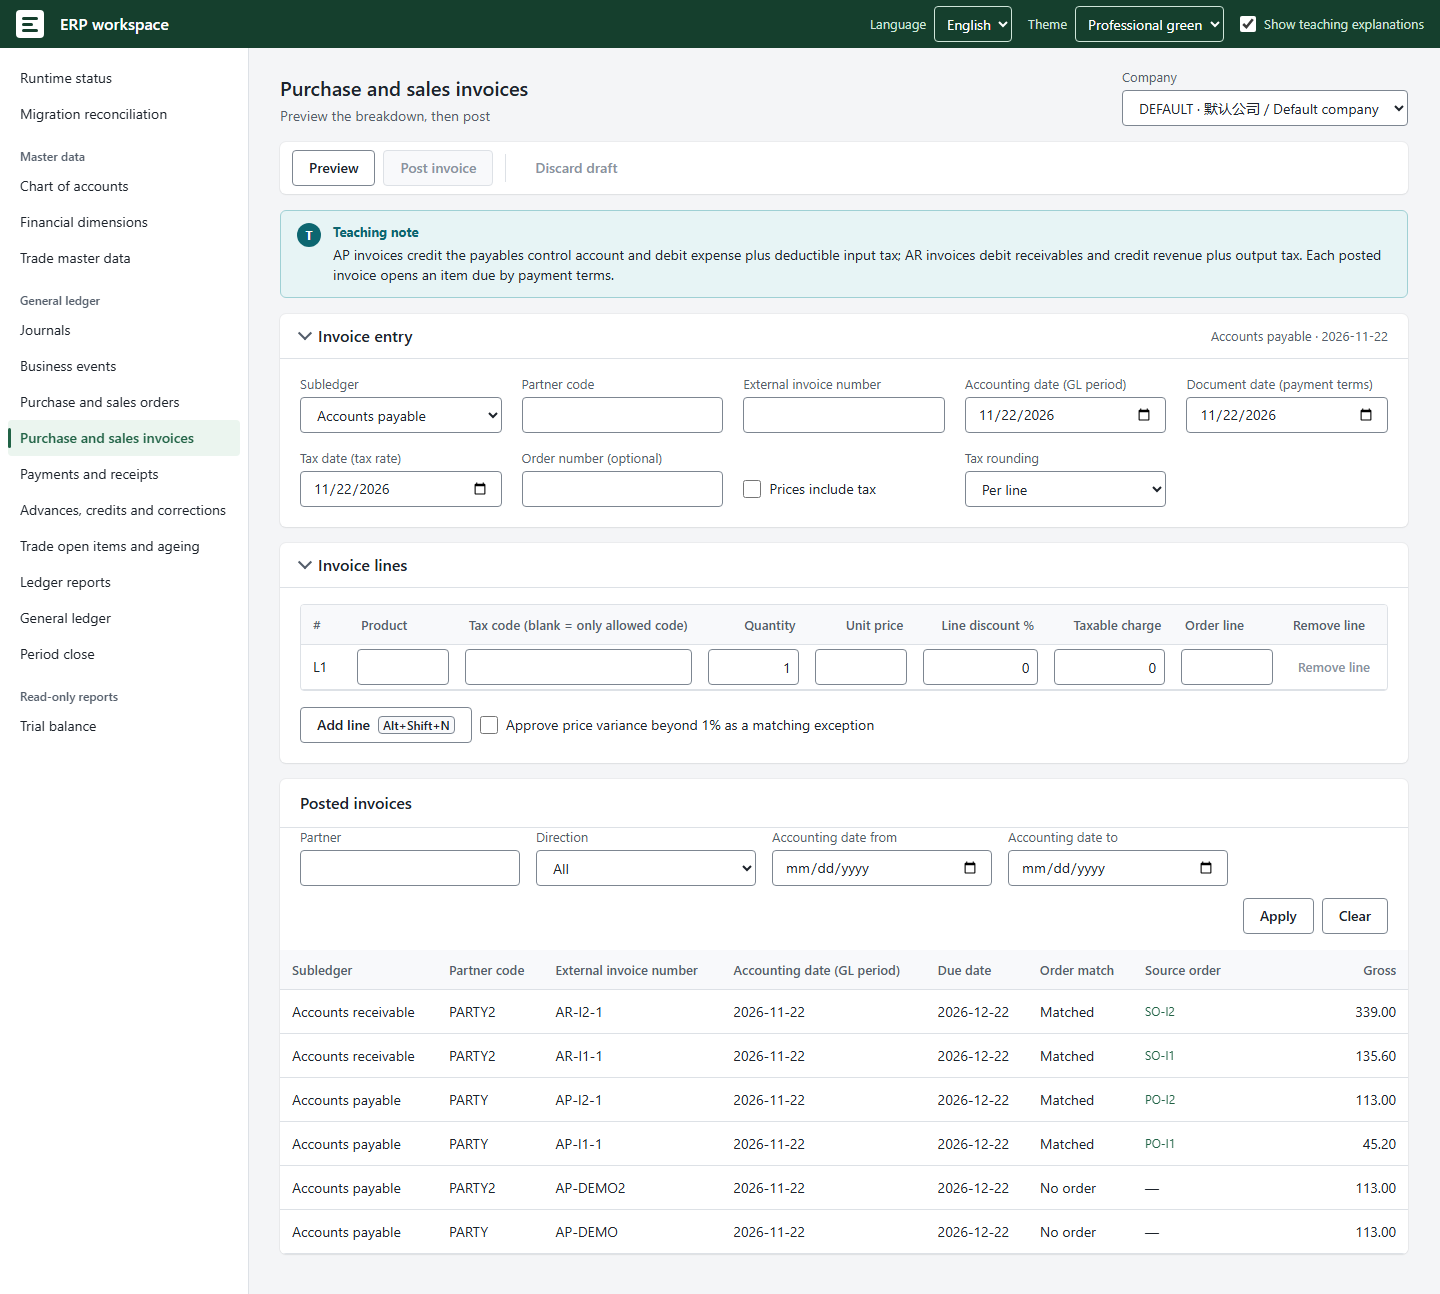 ERP workspace
Language English Theme Professional green Show teaching explanations
Runtime status
Migration reconciliation
Master data
Chart of accounts
Financial dimensions
Trade master data
General ledger
Journals
Business events
Purchase and sales orders
Purchase and sales invoices
Payments and receipts
Advances, credits and corrections
Trade open items and ageing
Ledger reports
General ledger
Period close
Read-only reports
Trial balance
Purchase and sales invoices
Preview the breakdown, then post
Company
DEFAULT · 默认公司 / Default company
Preview Post invoice Discard draft
T Teaching note
AP invoices credit the payables control account and debit expense plus deductible input tax; AR invoices debit receivables and credit revenue plus output tax. Each posted
invoice opens an item due by payment terms.
Invoice entry Accounts payable · 2026-11-22
Subledger Partner code External invoice number Accounting date (GL period) Document date (payment terms)
Accounts payable 11/22/2026 11/22/2026
Tax date (tax rate) Order number (optional) Tax rounding
11/22/2026 Prices include tax Per line
Invoice lines
# Product Tax code (blank = only allowed code) Quantity Unit price Line discount % Taxable charge Order line Remove line
L1 1 0 0 Remove line
Add line Alt+Shift+N Approve price variance beyond 1% as a matching exception
Posted invoices
Partner Direction Accounting date from Accounting date to
All mm/dd/yyyy mm/dd/yyyy
Apply Clear
Subledger Partner code External invoice number Accounting date (GL period) Due date Order match Source order Gross
Accounts receivable PARTY2 AR-I2-1 2026-11-22 2026-12-22 Matched SO-I2 339.00
Accounts receivable PARTY2 AR-I1-1 2026-11-22 2026-12-22 Matched SO-I1 135.60
Accounts payable PARTY AP-I2-1 2026-11-22 2026-12-22 Matched PO-I2 113.00
Accounts payable PARTY AP-I1-1 2026-11-22 2026-12-22 Matched PO-I1 45.20
Accounts payable PARTY2 AP-DEMO2 2026-11-22 2026-12-22 No order — 113.00
Accounts payable PARTY AP-DEMO 2026-11-22 2026-12-22 No order — 113.00